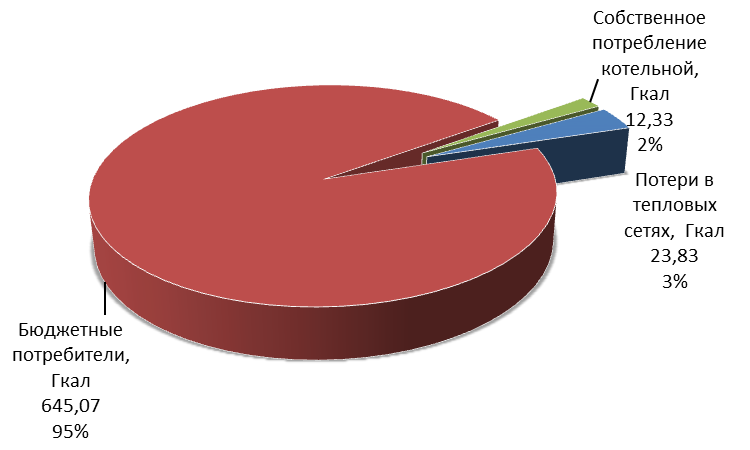 Собственное
потребление
котельной,
Гкал
12,33
2%
Потери в
тепловых
сетях,  Гкал
23,83
3%
Бюджетные
потребители,
Гкал
645,07
95%